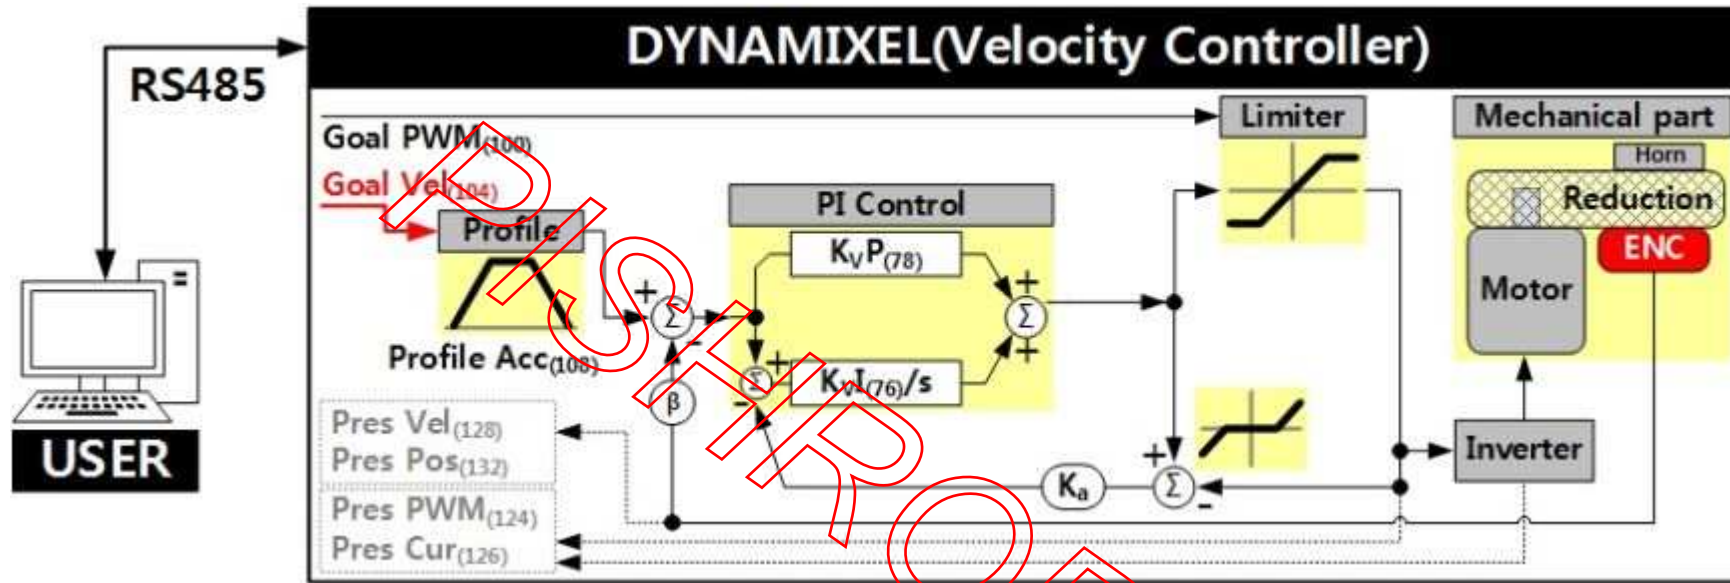 DYNAMIXEL(Velocity Controller)
RS485
USER
Goal PWM(100)
Goal Vel(104)
Profile
Profile Acc(108)
PI Control
KVP(78)
KVI(76)/s
Σ
Σ
Σ
Σ
+
-
+
-
+
+
+
-
β
Ka
Limiter
Mechanical part
Horn
Reduction
ENC
Motor
Inverter
Pres Vel(128)
Pres Pos(132)
Pres PWM(124)
Pres Cur(126)
PISHRO